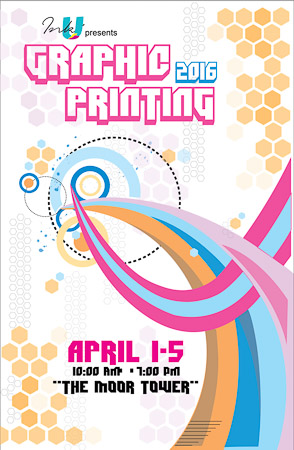 Ink U presents
GRAPHIC 2016
PRINTING
APRIL 1-5
10:00 AM - 7:00 PM
"THE MOOR TOWER"